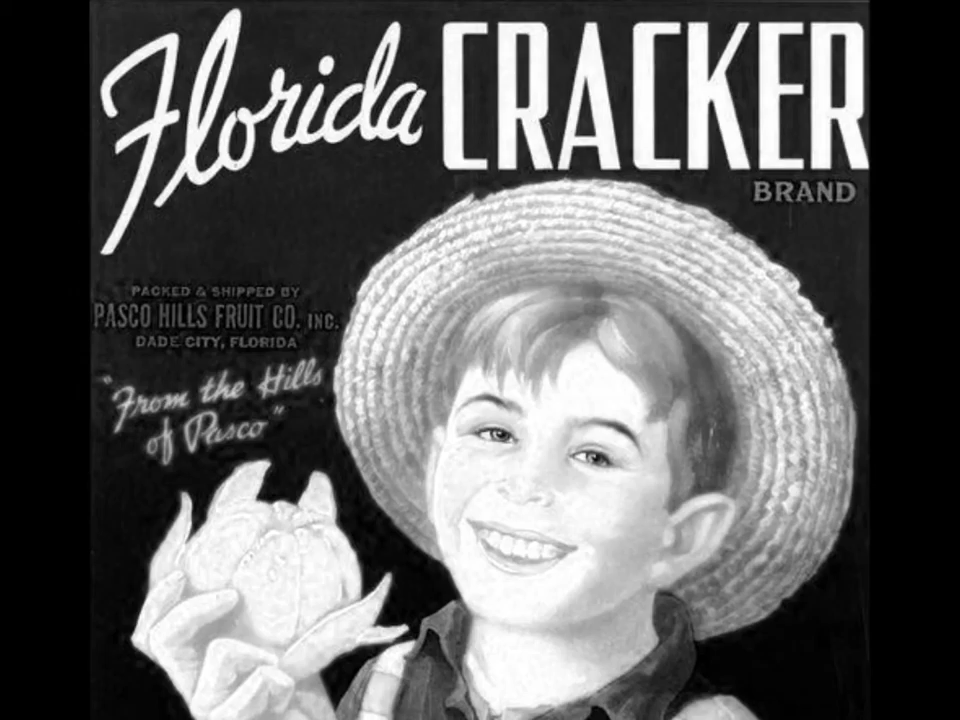 Florida CRACKER
BRAND
PACKED & SHIPPED BY
PASCO HILLS FRUIT CO. INC.
DADE CITY, FLORIDA
"From the Hills
of Pasco"